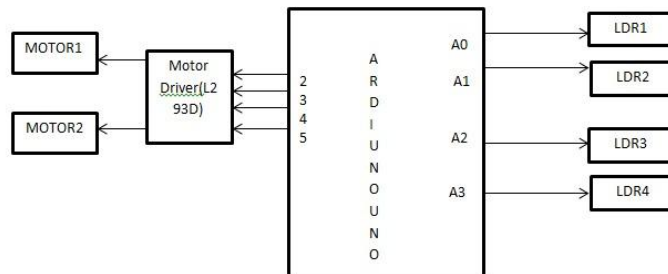 MOTOR1
MOTOR2
Motor
Driver(L2
93D)
2
3
4
5
A
R
D
I
U
N
O
U
N
O
A0
A1
A2
A3
LDR1
LDR2
LDR3
LDR4